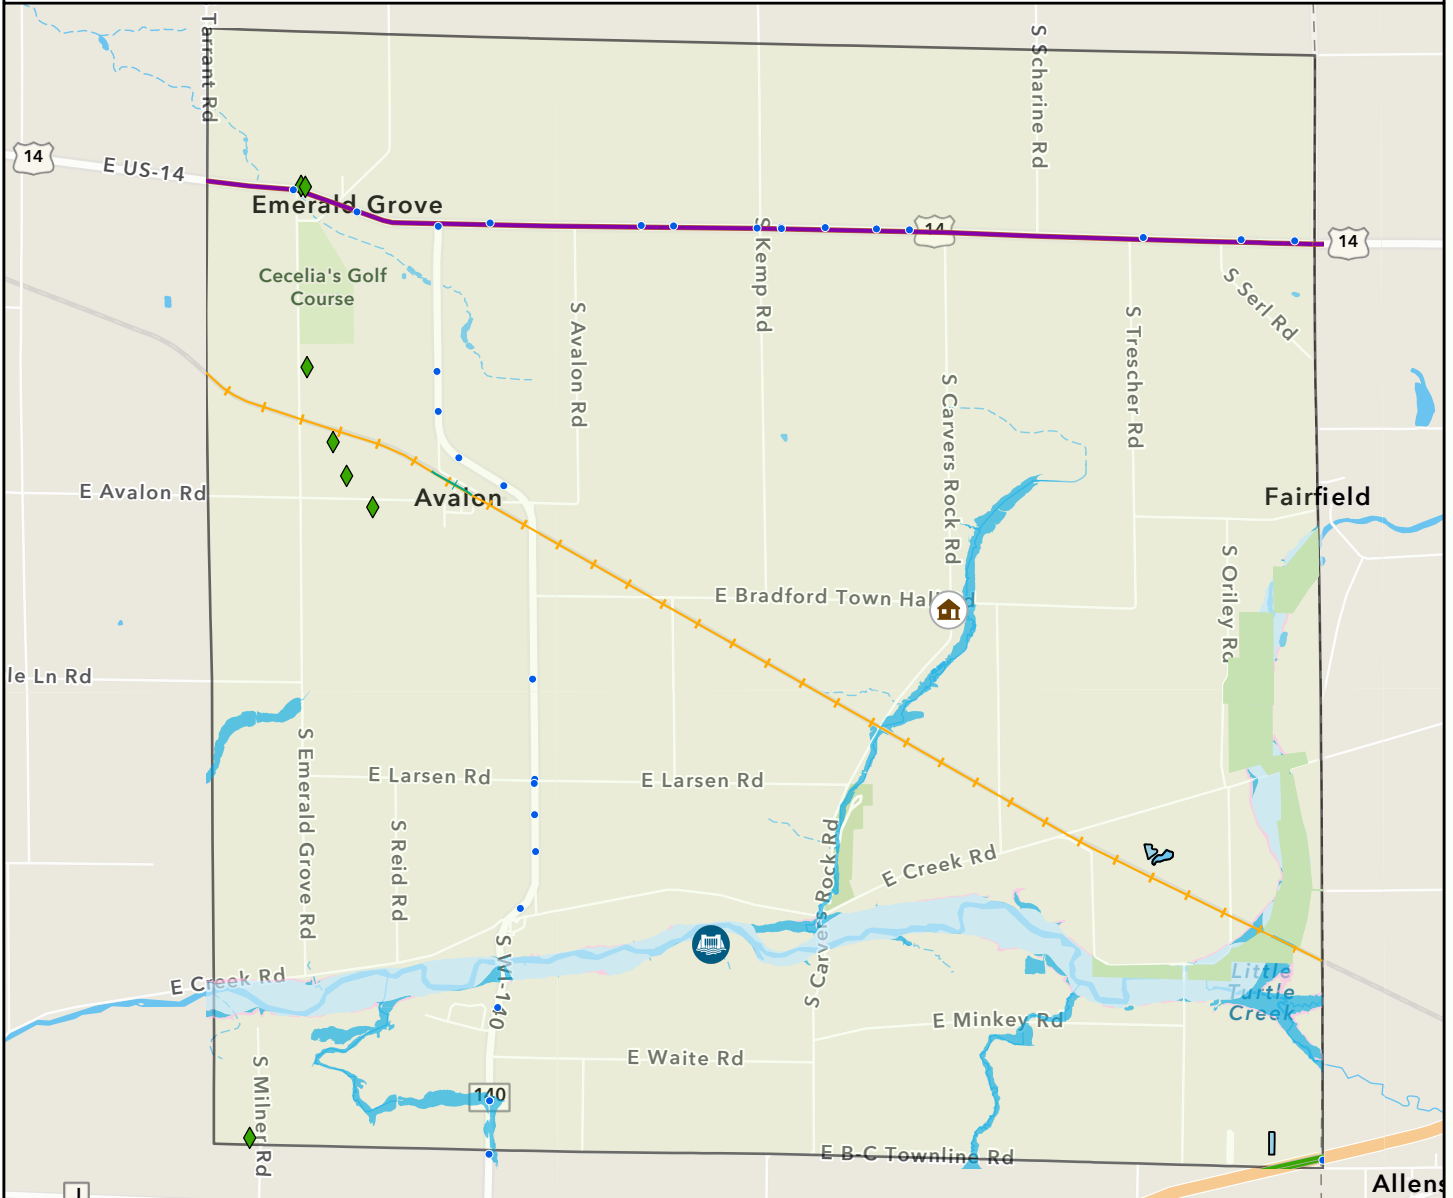 Tarrant Rd
S Scharine Rd
14
E US-14
Emerald Grove
14
14
Cecelia's Golf
Course
S Kemp Rd
S Serl Rd
S Avalon Rd
S Trescher Rd
S Carvers Rock Rd
E Avalon Rd
Avalon
Fairfield
S Oriley Rd
E Bradford Town Hall Rd
le Ln Rd
S Emerald Grove Rd
E Larsen Rd
E Larsen Rd
S Reid Rd
S Carvers Rock Rd
E Creek Rd
S WI-140
E Creek Rd
Little
Turtle
Creek
E Minkey Rd
E Waite Rd
S Milner Rd
140
E B-C Townline Rd
Allens